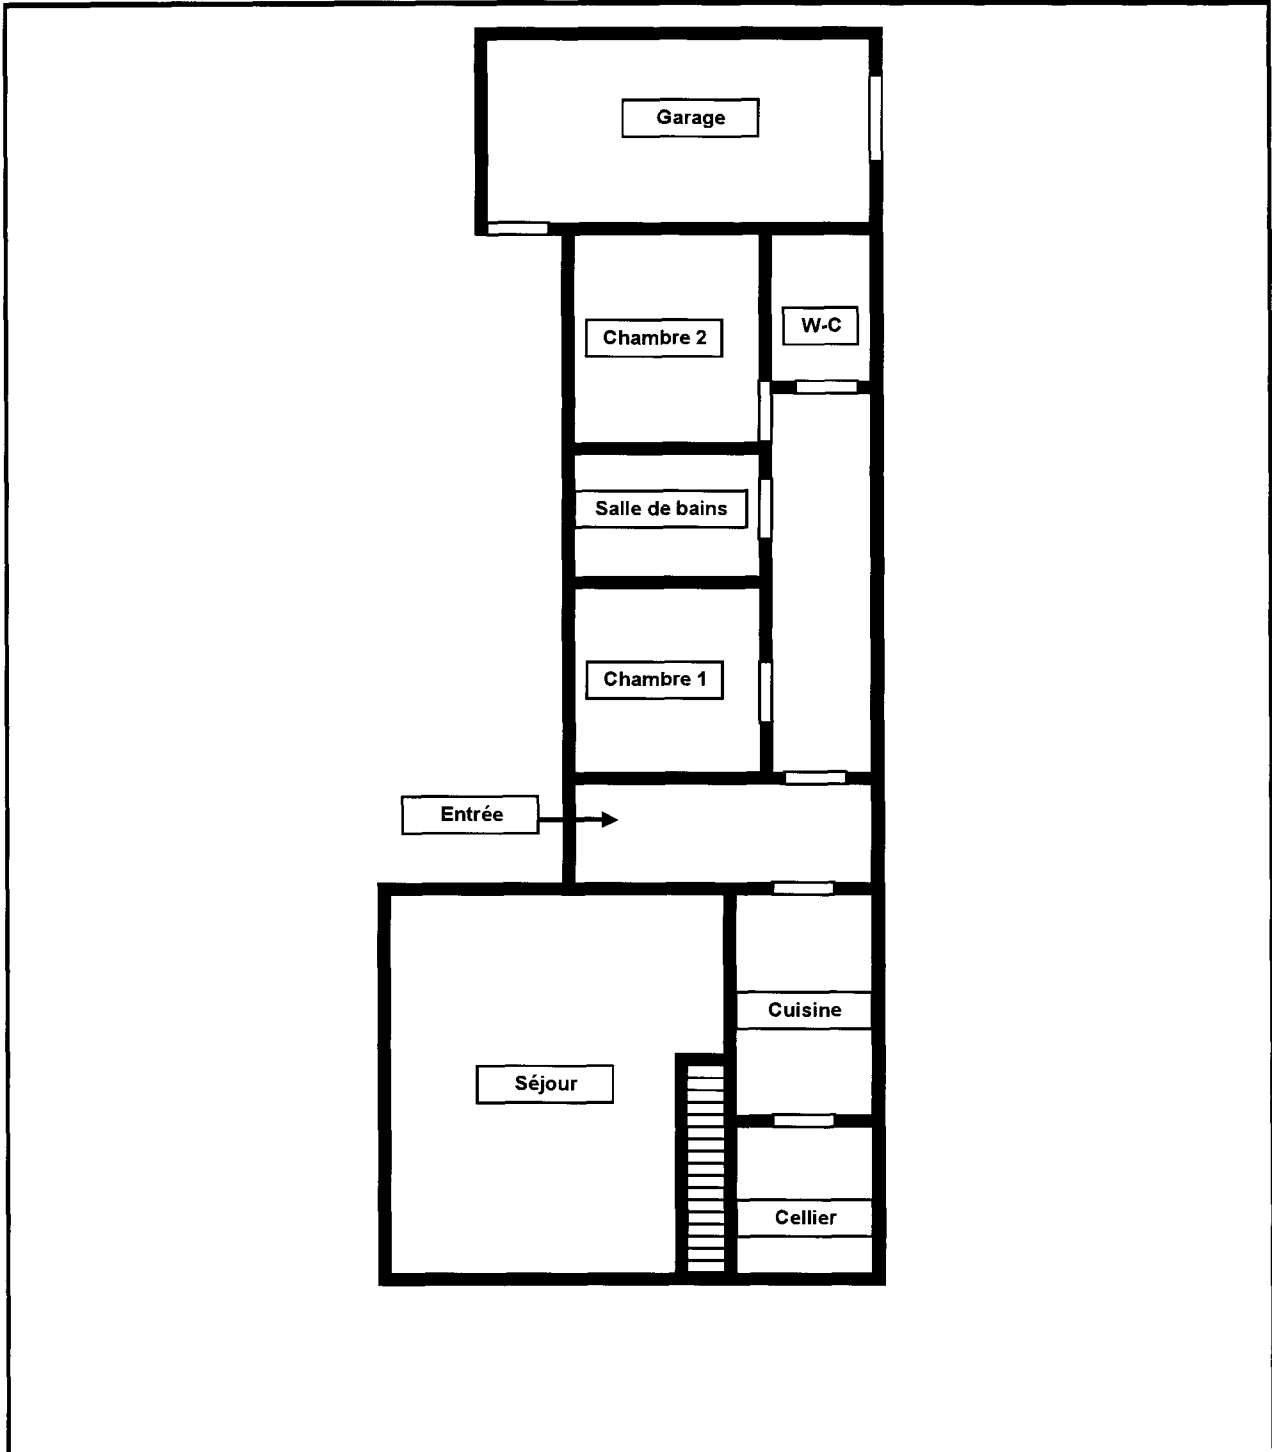 Garage
W-C
Chambre 2
Salle de bains
Chambre 1
Entrée
Cuisine
Séjour
Cellier